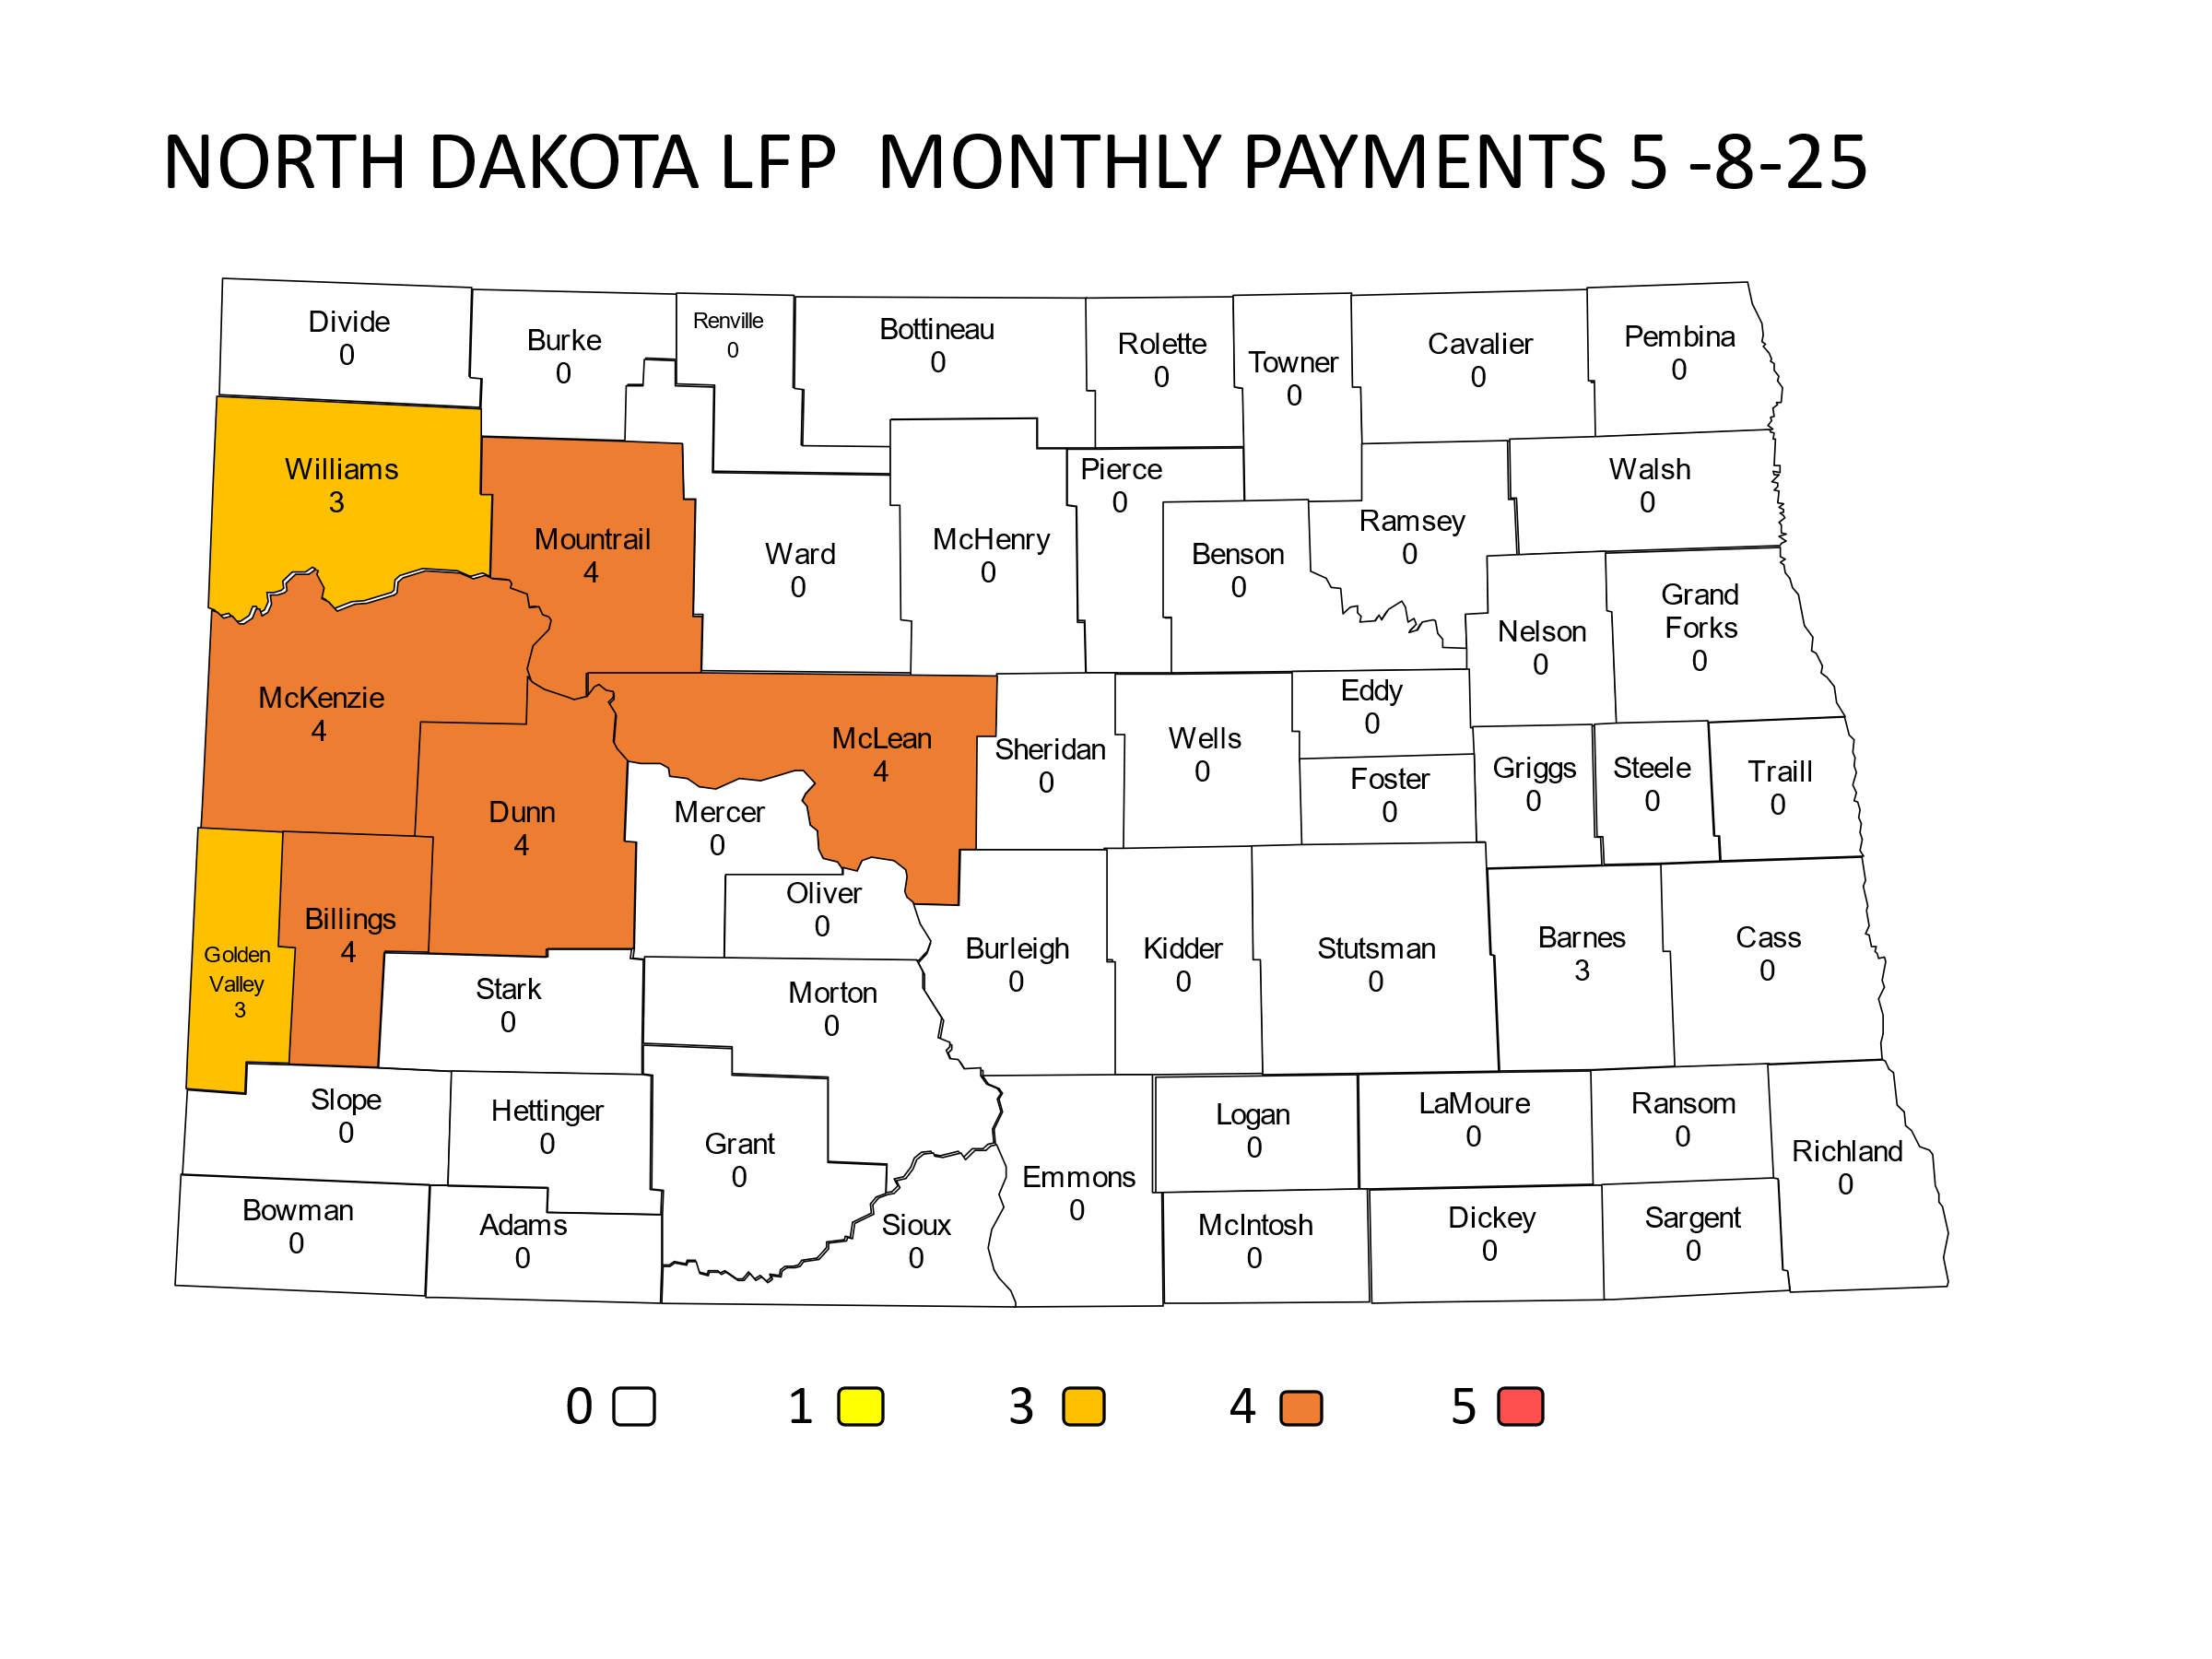 NORTH DAKOTA LFP  MONTHLY PAYMENTS 5 -8-25
Divide
0
Burke
0
Renville
0
Bottineau
0
Rolette
0
Towner
0
Cavalier
0
Pembina
0
Williams
3
Mountrail
4
Ward
0
McHenry
0
Pierce
0
Benson
0
Ramsey
0
Walsh
0
Nelson
0
Grand
Forks
0
McKenzie
4
Dunn
4
McLean
4
Mercer
0
Oliver
0
Sheridan
0
Wells
0
Eddy
0
Foster
0
Griggs
0
Steele
0
Traill
0
Golden
Valley
3
Billings
4
Stark
0
Morton
0
Burleigh
0
Kidder
0
Stutsman
0
Barnes
3
Cass
0
Slope
0
Hettinger
0
Grant
0
Bowman
0
Adams
0
Sioux
0
Emmons
0
Logan
0
LaMoure
0
Ransom
0
Richland
0
McIntosh
0
Dickey
0
Sargent
0
0 1 3 4 5